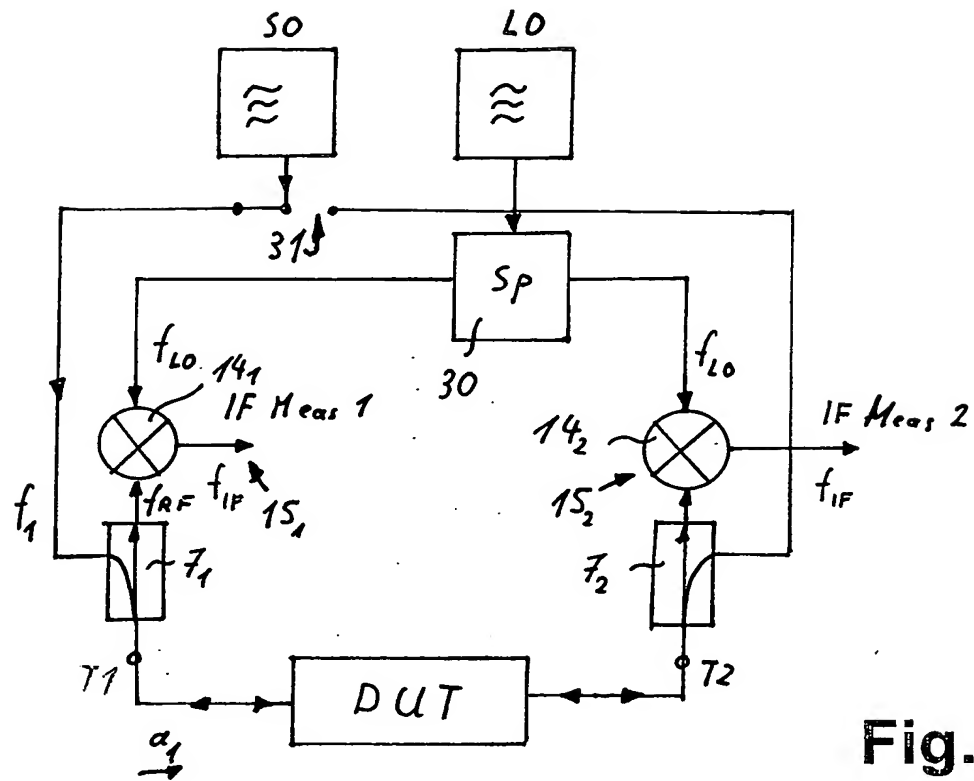 SO
LO
31
SP
30
f_LO
14_1
IF Meas 1
f_IF
15_1
f_RF
f_1
7_1
f_LO
14_2
IF Meas 2
f_IF
15_2
7_2
T1
T2
DUT
a_1
Fig.